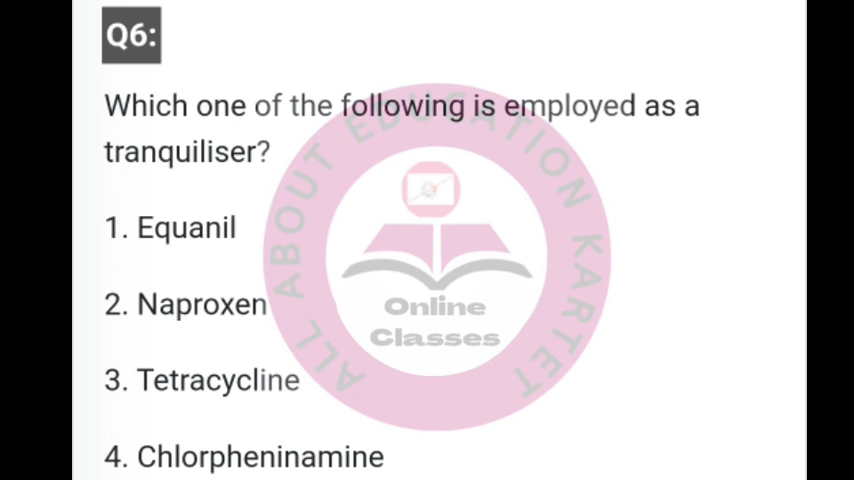 Q6:
Which one of the following is employed as a
tranquiliser?
1. Equanil
2. Naproxen
3. Tetracycline
4. Chlorpheninamine
ALL ABOUT EDUCATION KARTET
Online
Classes